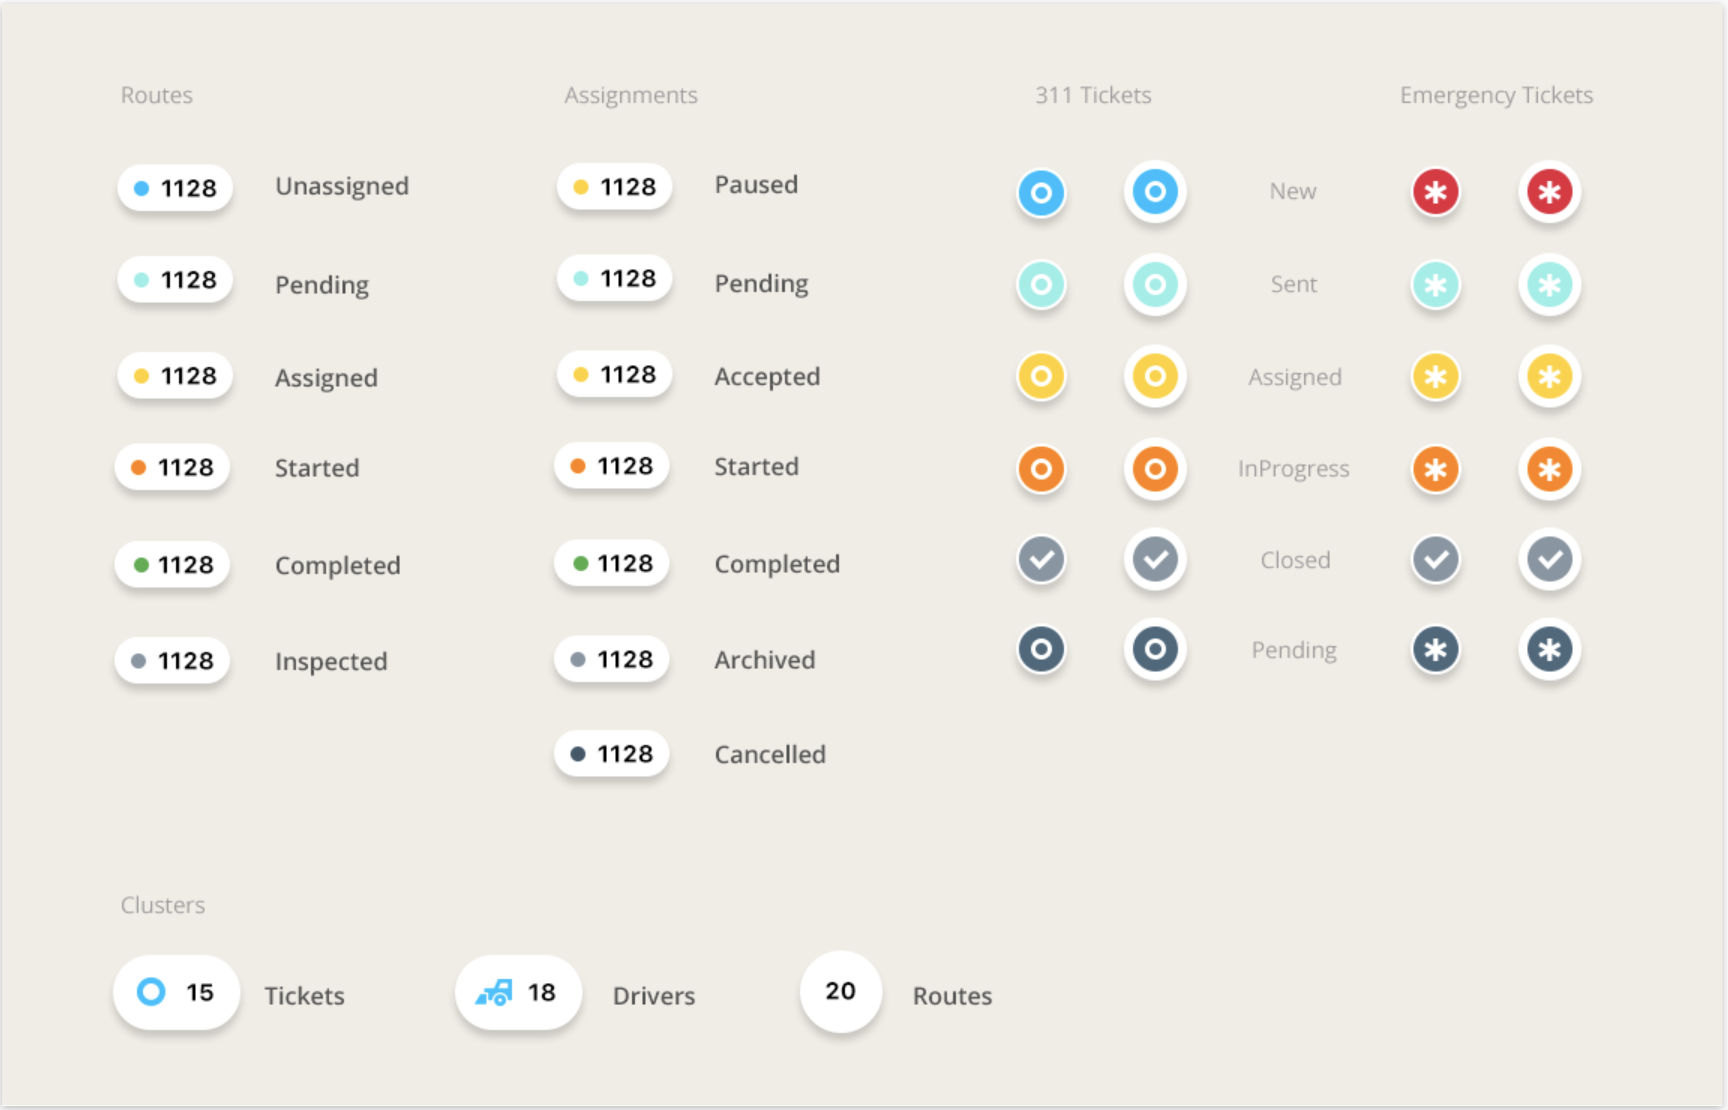 Routes
Assignments
311 Tickets
Emergency Tickets
1128 Unassigned
1128 Paused
New
1128 Pending
1128 Pending
Sent
1128 Assigned
1128 Accepted
Assigned
1128 Started
1128 Started
InProgress
1128 Completed
1128 Completed
Closed
1128 Inspected
1128 Archived
Pending
1128 Cancelled
Clusters
15 Tickets
18 Drivers
20 Routes